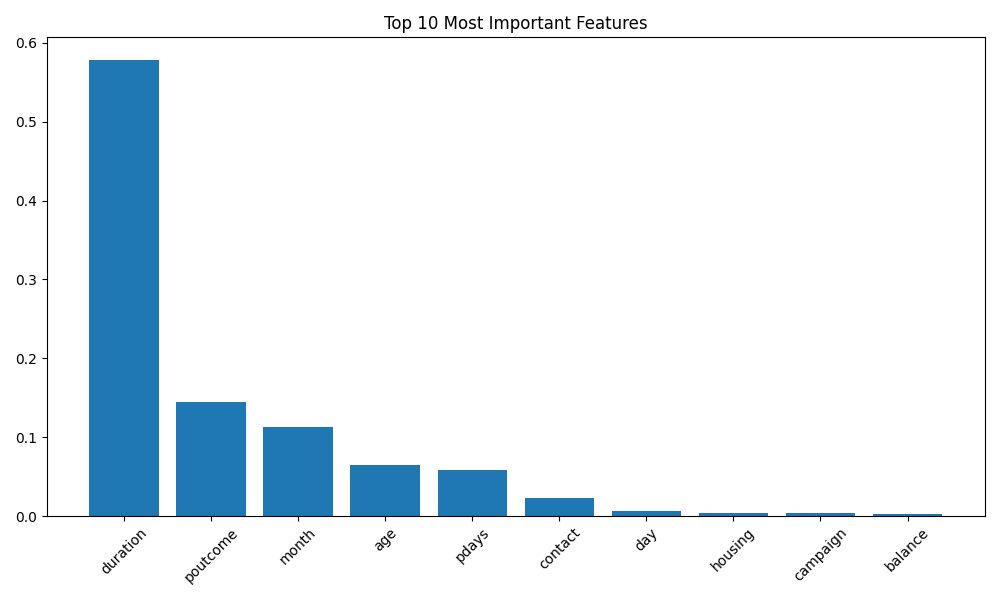 Top 10 Most Important Features
0.6
0.5
0.4
0.3
0.2
0.1
0.0
duration
poutcome
month
age
pdays
contact
day
housing
campaign
balance